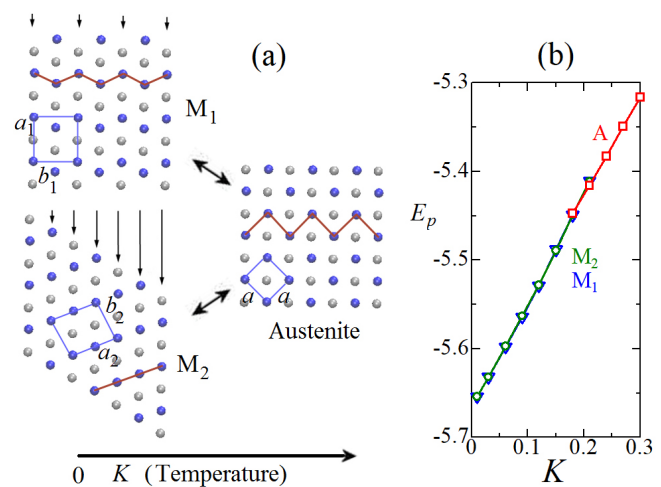 (a)
M1
a1
b1
b2
a2
M2
a a
Austenite
0 K (Temperature)
(b)
-5.3
-5.4
-5.5
-5.6
-5.7
Ep
A
M2
M1
0 0.1 0.2 0.3
K